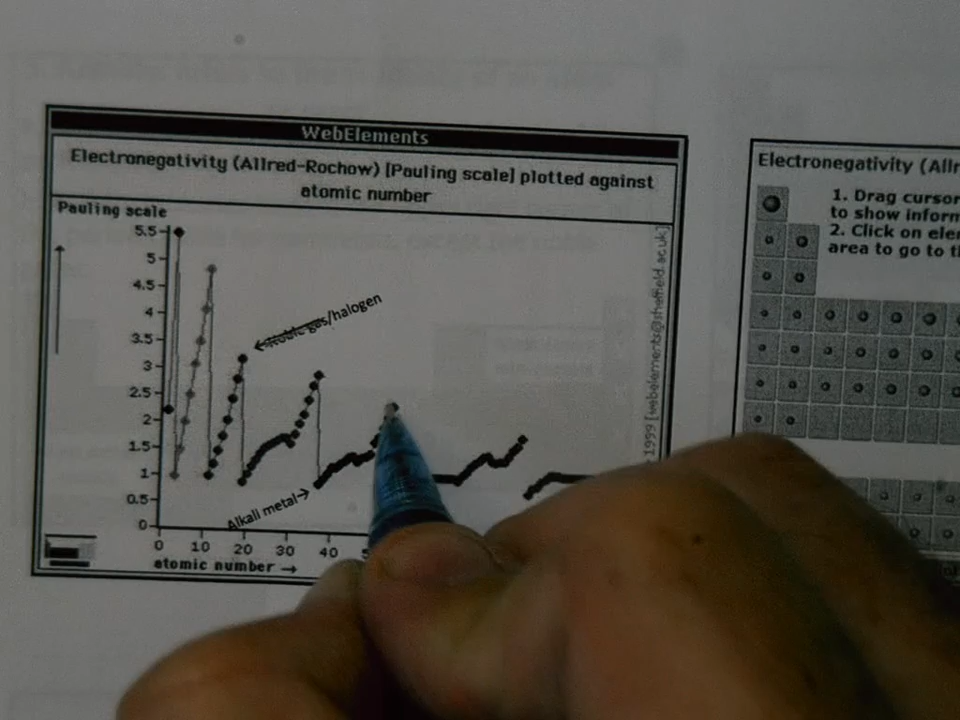 WebElements
Electronegativity (Allred-Rochow) [Pauling scale] plotted against
atomic number
Pauling scale
5.5
5
4.5
4
3.5
3
2.5
2
1.5
1
0.5
0
0 10 20 30 40
atomic number →
Noble gas/halogen
Alkali metal
1999 [webelements@sheffield.ac.uk]
Electronegativity (Allr
1. Drag cursor
to show inform
2. Click on ele
area to go to th